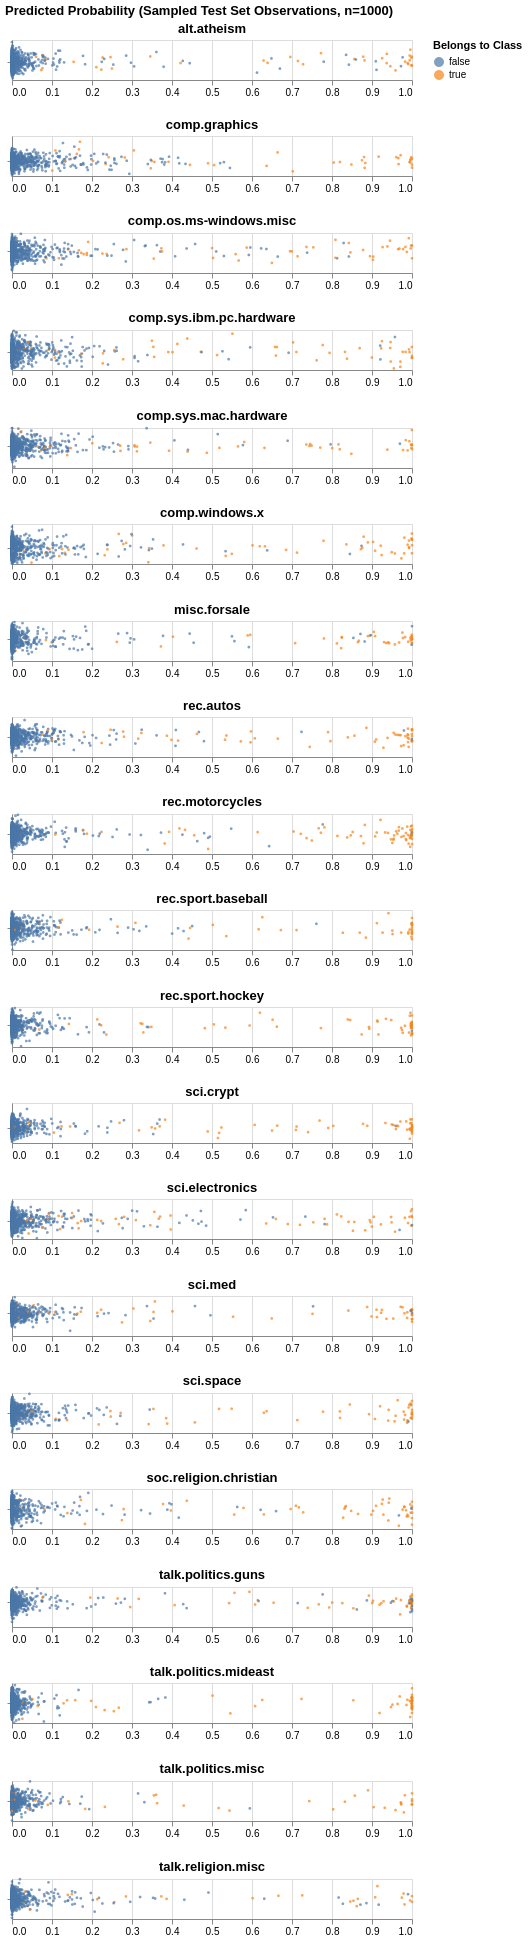 Predicted Probability (Sampled Test Set Observations, n=1000)
alt.atheism
Belongs to Class
false
true
0.0 0.1 0.2 0.3 0.4 0.5 0.6 0.7 0.8 0.9 1.0
comp.graphics
0.0 0.1 0.2 0.3 0.4 0.5 0.6 0.7 0.8 0.9 1.0
comp.os.ms-windows.misc
0.0 0.1 0.2 0.3 0.4 0.5 0.6 0.7 0.8 0.9 1.0
comp.sys.ibm.pc.hardware
0.0 0.1 0.2 0.3 0.4 0.5 0.6 0.7 0.8 0.9 1.0
comp.sys.mac.hardware
0.0 0.1 0.2 0.3 0.4 0.5 0.6 0.7 0.8 0.9 1.0
comp.windows.x
0.0 0.1 0.2 0.3 0.4 0.5 0.6 0.7 0.8 0.9 1.0
misc.forsale
0.0 0.1 0.2 0.3 0.4 0.5 0.6 0.7 0.8 0.9 1.0
rec.autos
0.0 0.1 0.2 0.3 0.4 0.5 0.6 0.7 0.8 0.9 1.0
rec.motorcycles
0.0 0.1 0.2 0.3 0.4 0.5 0.6 0.7 0.8 0.9 1.0
rec.sport.baseball
0.0 0.1 0.2 0.3 0.4 0.5 0.6 0.7 0.8 0.9 1.0
rec.sport.hockey
0.0 0.1 0.2 0.3 0.4 0.5 0.6 0.7 0.8 0.9 1.0
sci.crypt
0.0 0.1 0.2 0.3 0.4 0.5 0.6 0.7 0.8 0.9 1.0
sci.electronics
0.0 0.1 0.2 0.3 0.4 0.5 0.6 0.7 0.8 0.9 1.0
sci.med
0.0 0.1 0.2 0.3 0.4 0.5 0.6 0.7 0.8 0.9 1.0
sci.space
0.0 0.1 0.2 0.3 0.4 0.5 0.6 0.7 0.8 0.9 1.0
soc.religion.christian
0.0 0.1 0.2 0.3 0.4 0.5 0.6 0.7 0.8 0.9 1.0
talk.politics.guns
0.0 0.1 0.2 0.3 0.4 0.5 0.6 0.7 0.8 0.9 1.0
talk.politics.mideast
0.0 0.1 0.2 0.3 0.4 0.5 0.6 0.7 0.8 0.9 1.0
talk.politics.misc
0.0 0.1 0.2 0.3 0.4 0.5 0.6 0.7 0.8 0.9 1.0
talk.religion.misc
0.0 0.1 0.2 0.3 0.4 0.5 0.6 0.7 0.8 0.9 1.0